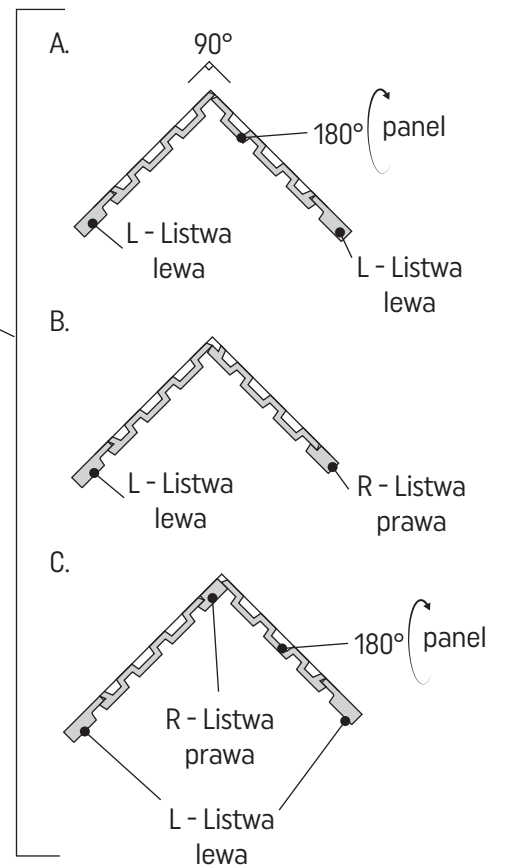 A.
90°
180° panel
L - Listwa
lewa
L - Listwa
lewa
B.
L - Listwa
lewa
R - Listwa
prawa
C.
180° panel
R - Listwa
prawa
L - Listwa
lewa